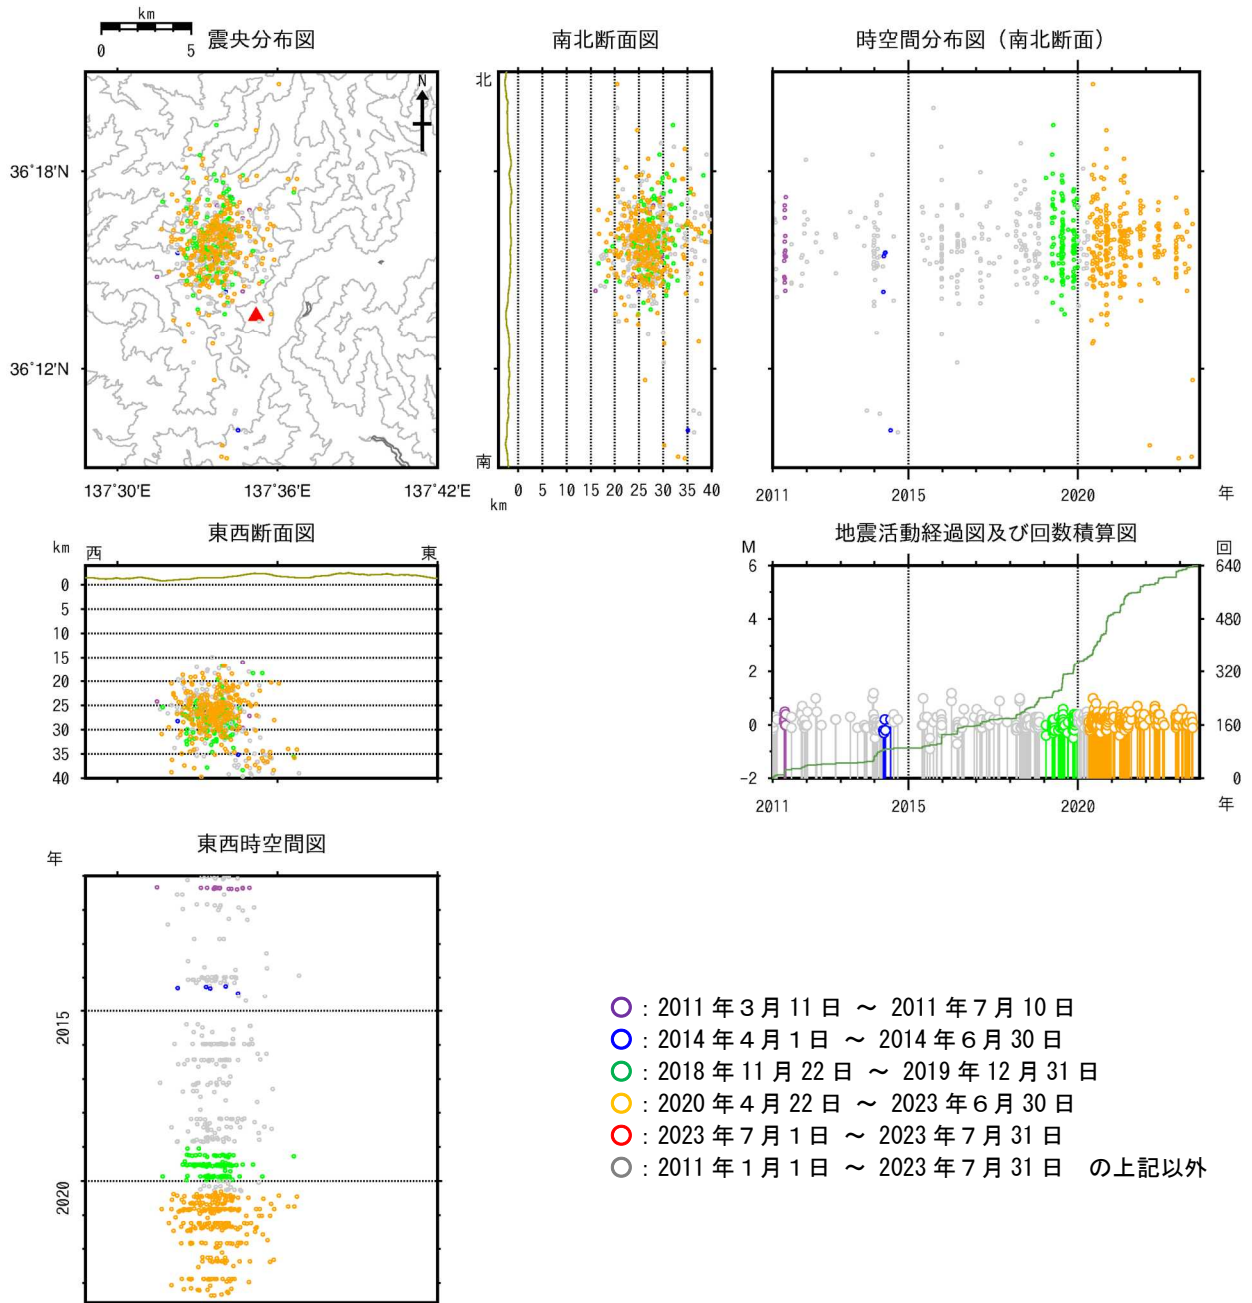 km
0 5
震央分布図
N
36°18'N
36°12'N
137°30'E 137°36'E 137°42'E
南北断面図
北
南
0 5 10 15 20 25 30 35 40
km
時空間分布図（南北断面）
2011 2015 2020 年
東西断面図
km 西 東
0
5
10
15
20
25
30
35
40
地震活動経過図及び回数積算図
M 回
6 640
4 480
2 320
0 160
-2 0
2011 2015 2020 年
東西時空間図
年
2015
2020
：2011 年３月 11 日 ～ 2011 年７月 10 日
：2014 年４月１日 ～ 2014 年６月 30 日
：2018 年 11 月 22 日 ～ 2019 年 12 月 31 日
：2020 年４月 22 日 ～ 2023 年６月 30 日
：2023 年７月１日 ～ 2023 年７月 31 日
：2011 年１月１日 ～ 2023 年７月 31 日 の上記以外